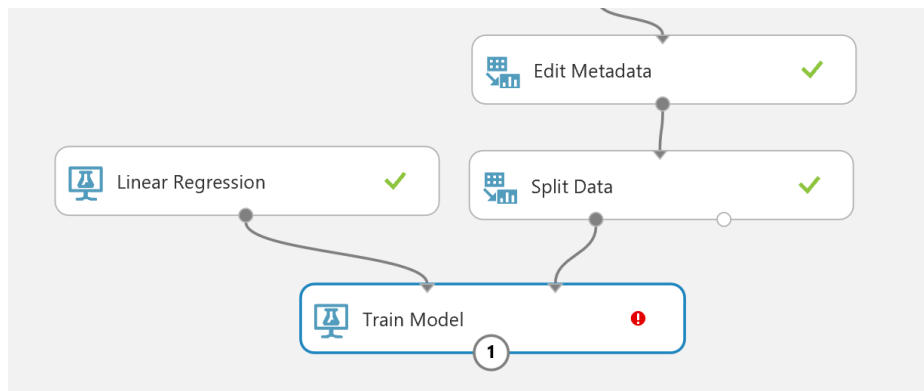 Edit Metadata
Linear Regression
Split Data
Train Model
1